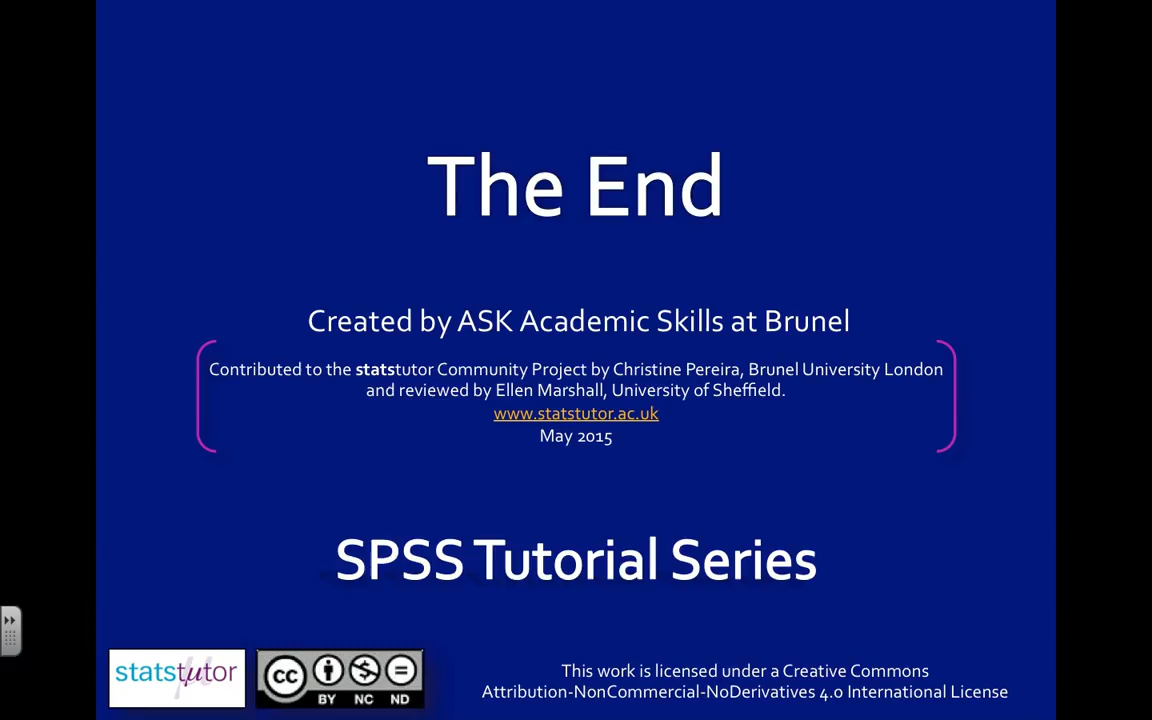 The End
Created by ASK Academic Skills at Brunel
Contributed to the statstutor Community Project by Christine Pereira, Brunel University London
and reviewed by Ellen Marshall, University of Sheffield.
www.statstutor.ac.uk
May 2015
SPSS Tutorial Series
statstutor
cc
BY NC ND
This work is licensed under a Creative Commons
Attribution-NonCommercial-NoDerivatives 4.0 International License